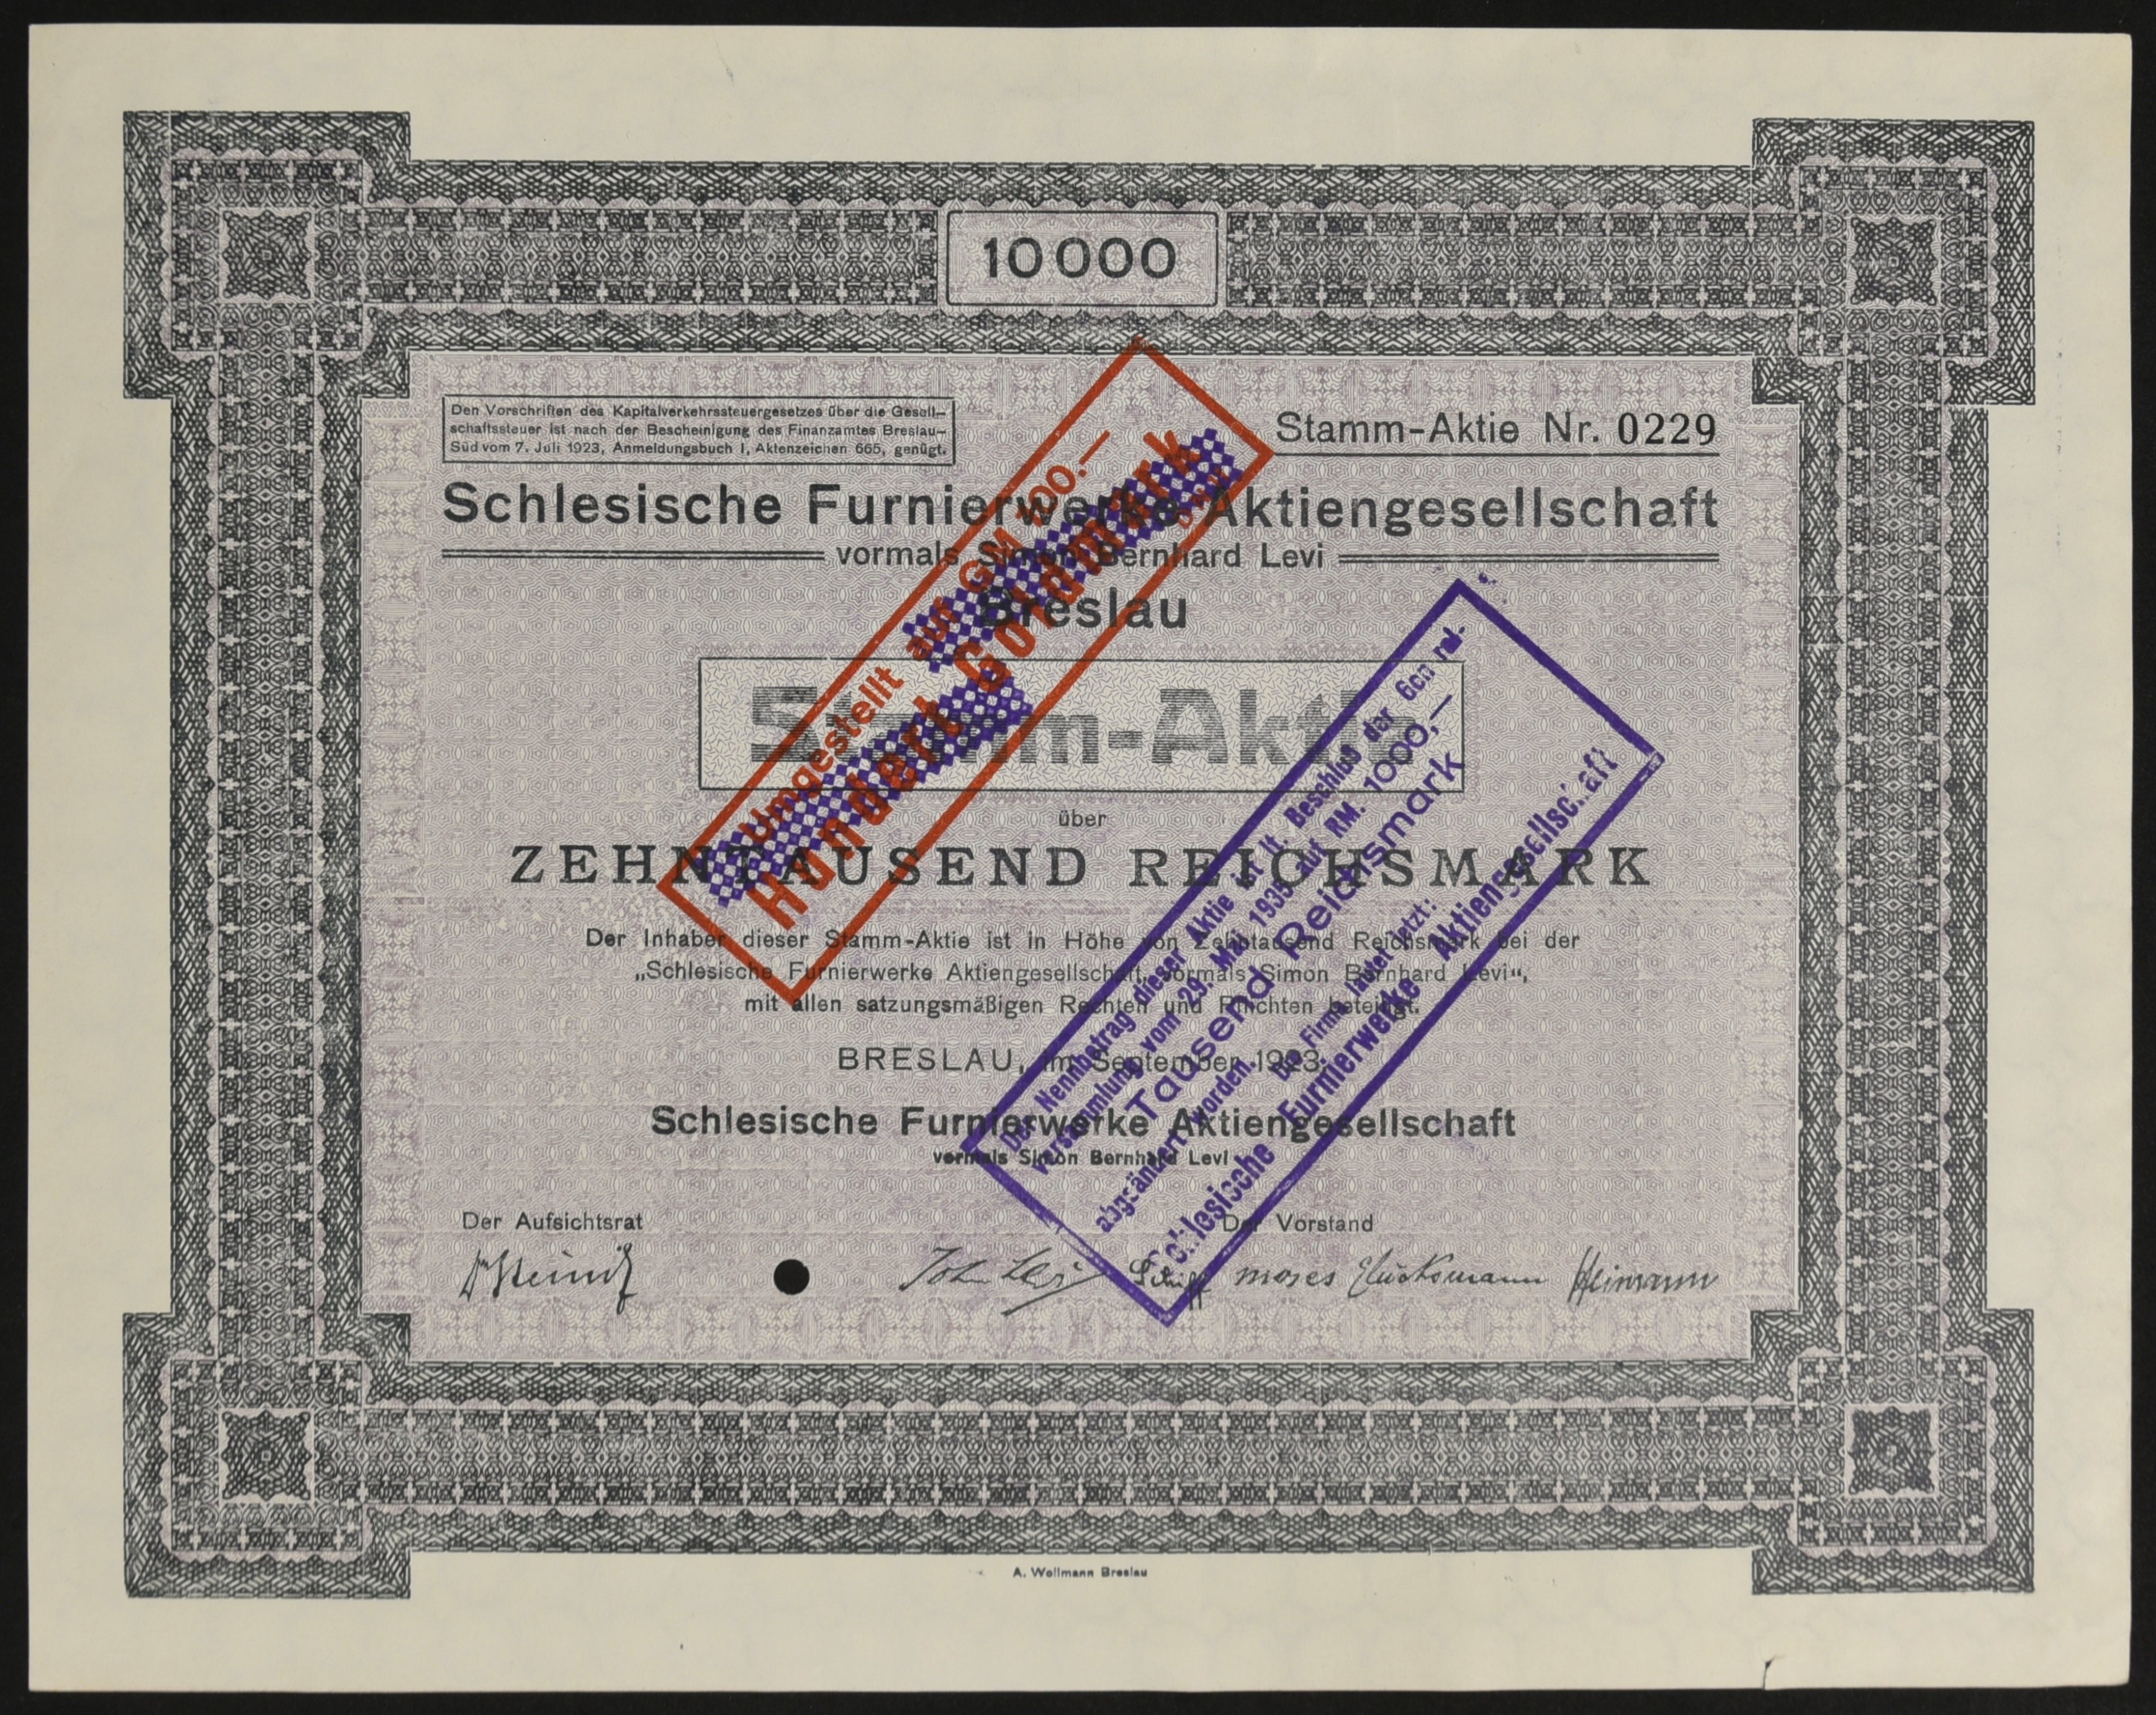 10000
Den Vorschriften des Kapitalverkehrssteuergesetzes über die Gesell-
schaftssteuer ist nach der Bescheinigung des Finanzamtes Breslau-
Süd vom 7. Juli 1923, Anmeldungsbuch I, Aktenzeichen 665, genügt.
Stamm-Aktie Nr. 0229
Schlesische Furnierwerke Aktiengesellschaft
vormals Simon Bernhard Levi
Breslau
Stamm-Aktie
über
ZEHNTAUSEND REICHSMARK
Der Inhaber dieser Stamm-Aktie ist in Höhe von Zehntausend Reichsmark bei der
„Schlesische Furnierwerke Aktiengesellschaft, vormals Simon Bernhard Levi“,
mit allen satzungsmäßigen Rechten und Pflichten beteiligt.
BRESLAU, im September 1923.
Schlesische Furnierwerke Aktiengesellschaft
vormals Simon Bernhard Levi
Der Aufsichtsrat
Der Vorstand
moses Glücksmann Heimann
Umgestellt auf GM 100.—
Hundert Goldmark
Der Nennbetrag dieser Aktie ist lt. Beschluß der General-
versammlung vom 29. Mai 1935 auf RM. 1000,—
Tausend Reichsmark
abgeändert worden. Die Firma lautet jetzt:
Schlesische Furnierwerke Aktiengesellschaft
A. Wollmann Breslau